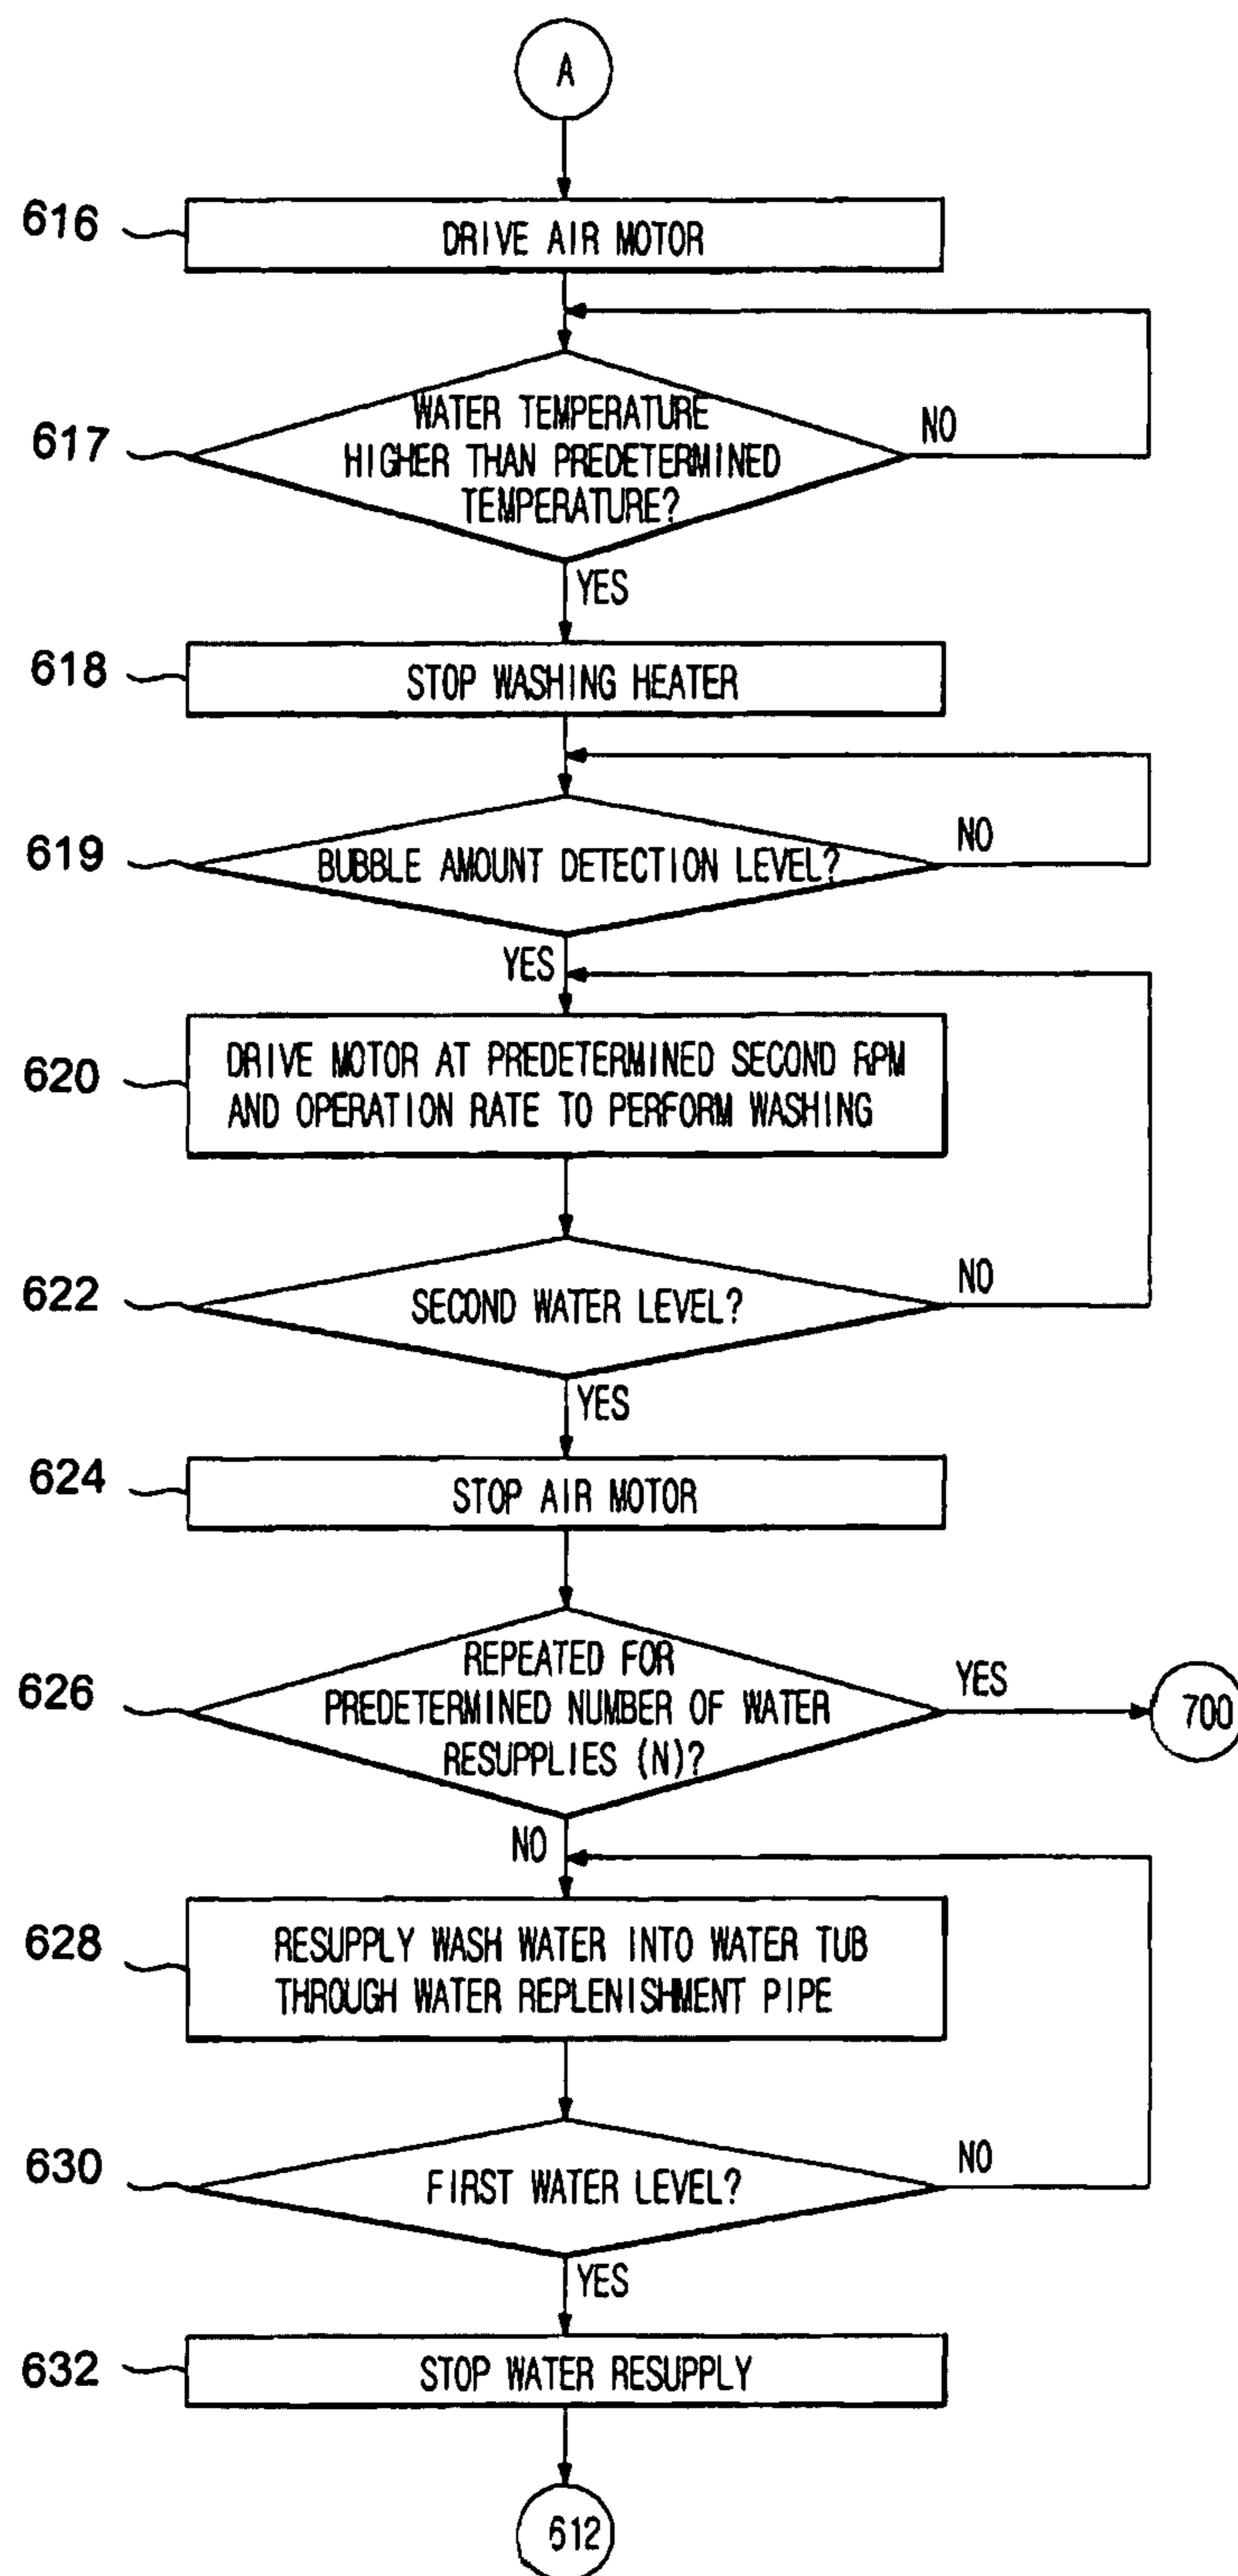 A
616
DRIVE AIR MOTOR
617
WATER TEMPERATURE
HIGHER THAN PREDETERMINED
TEMPERATURE?
NO
YES
618
STOP WASHING HEATER
619
BUBBLE AMOUNT DETECTION LEVEL?
NO
YES
620
DRIVE MOTOR AT PREDETERMINED SECOND RPM
AND OPERATION RATE TO PERFORM WASHING
622
SECOND WATER LEVEL?
NO
YES
624
STOP AIR MOTOR
626
REPEATED FOR
PREDETERMINED NUMBER OF WATER
RESUPPLIES (N)?
YES
700
NO
628
RESUPPLY WASH WATER INTO WATER TUB
THROUGH WATER REPLENISHMENT PIPE
630
FIRST WATER LEVEL?
NO
YES
632
STOP WATER RESUPPLY
612